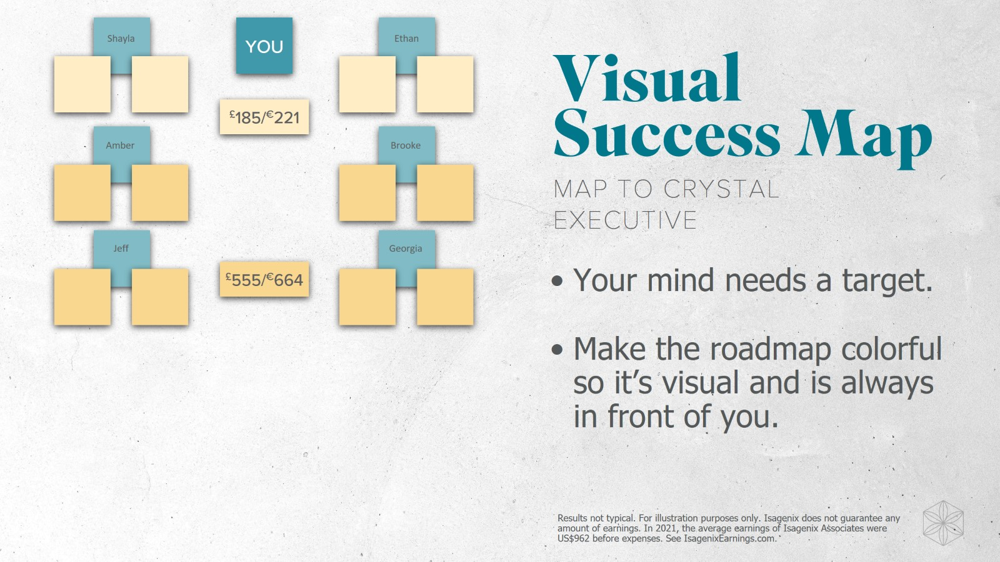 Shayla
YOU
Ethan
£185/€221
Amber
Brooke
Jeff
Georgia
£555/€664
Visual
Success Map
MAP TO CRYSTAL
EXECUTIVE
• Your mind needs a target.
• Make the roadmap colorful
so it’s visual and is always
in front of you.
Results not typical. For illustration purposes only. Isagenix does not guarantee any
amount of earnings. In 2021, the average earnings of Isagenix Associates were
US$962 before expenses. See IsagenixEarnings.com.